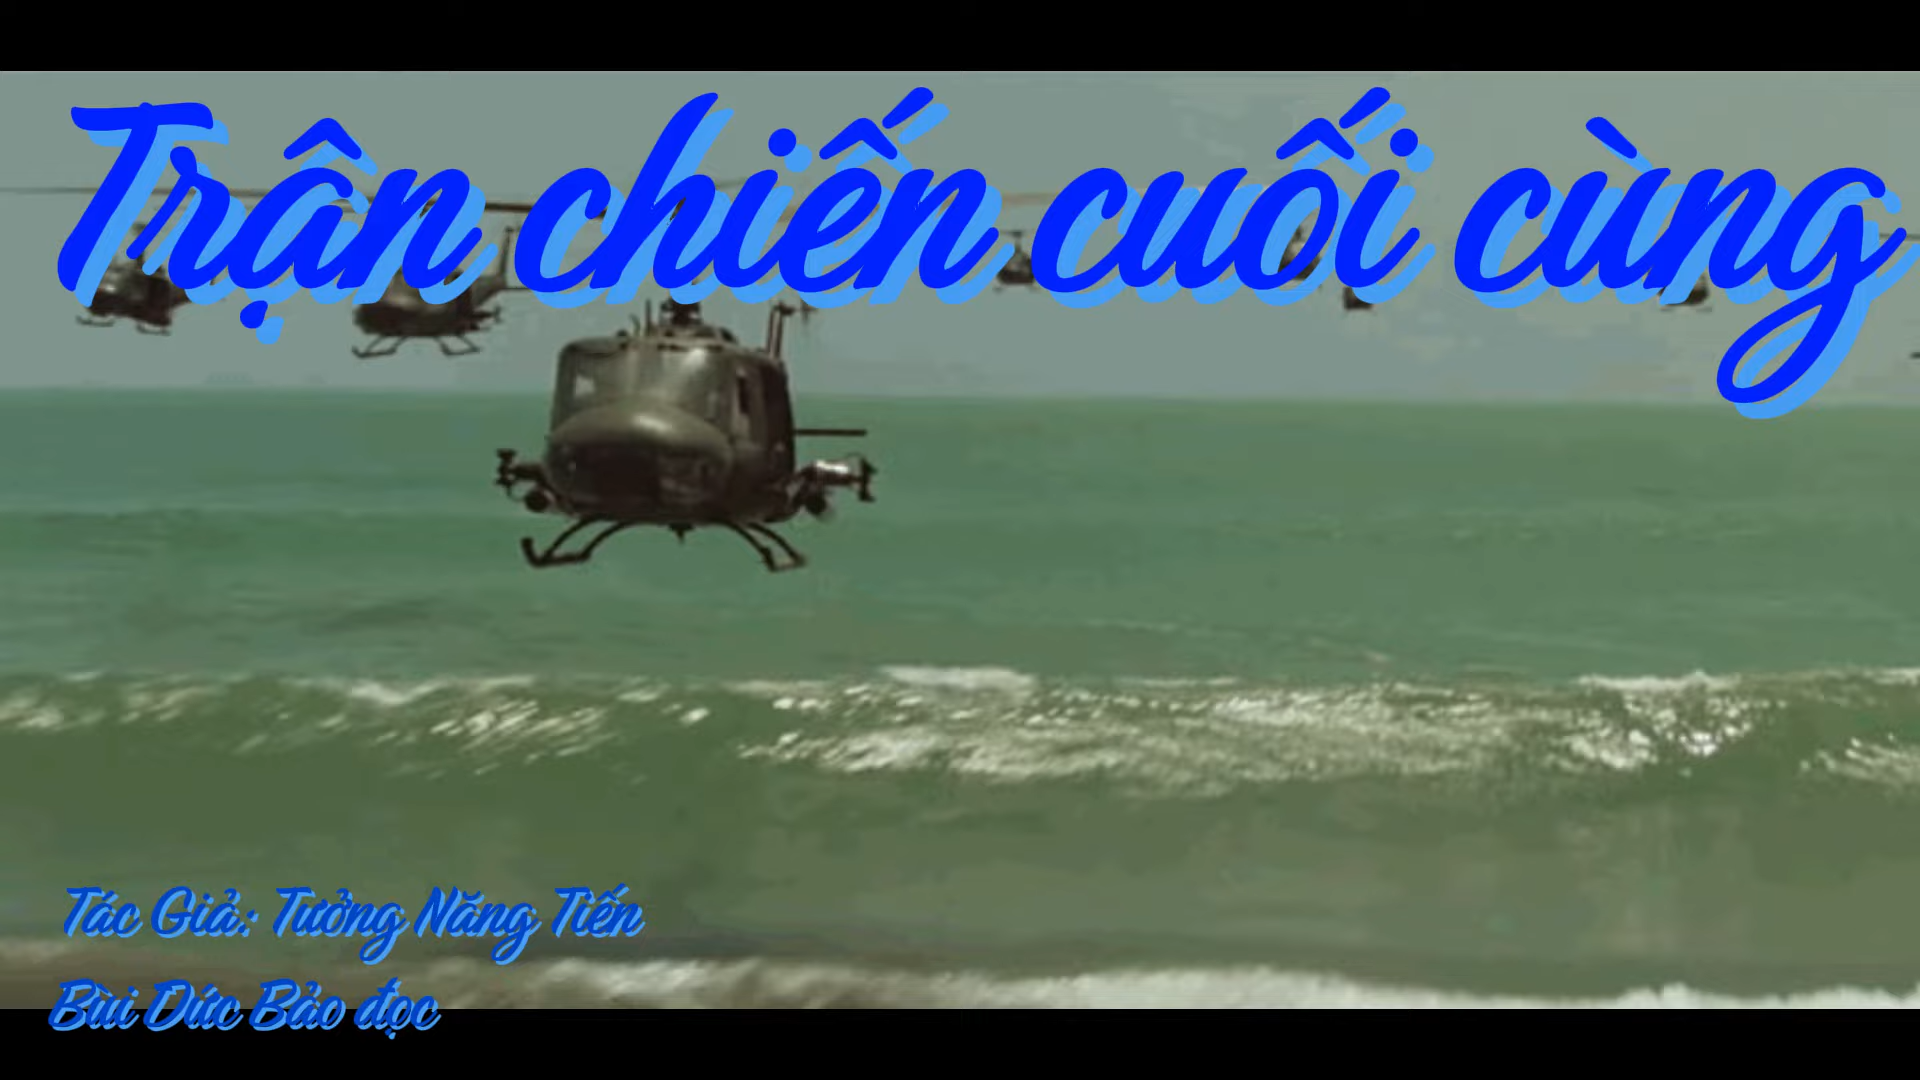 Trận chiến cuối cùng
Tác Giả: Tưởng Năng Tiến
Bùi Đức Bảo đọc